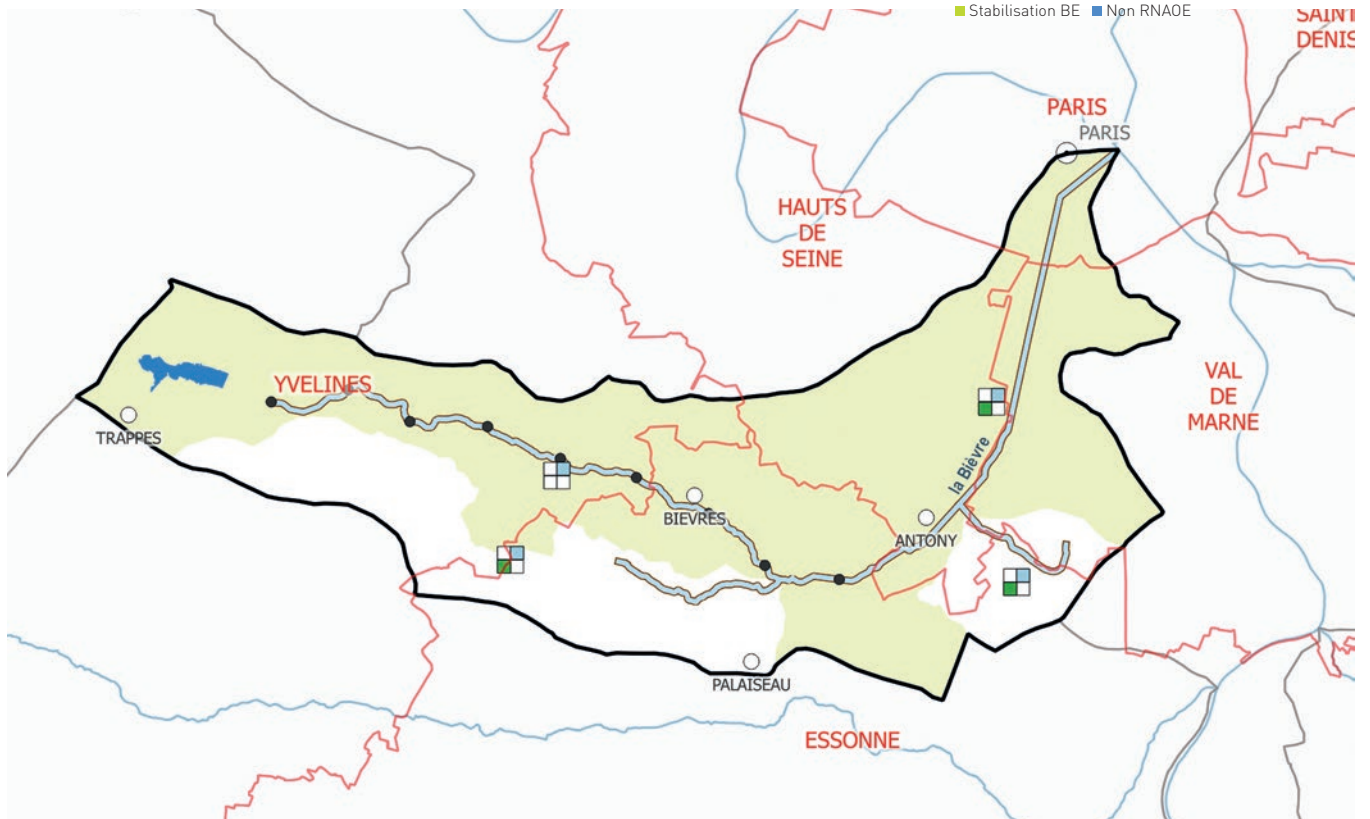 Stabilisation BE Nøn RNAOE
SAINT
DENIS
PARIS
PARIS
HAUTS
DE
SEINE
YVELINES
TRAPPES
VAL
DE
MARNE
la Bièvre
BIEVRES
ANTONY
PALAISEAU
ESSONNE